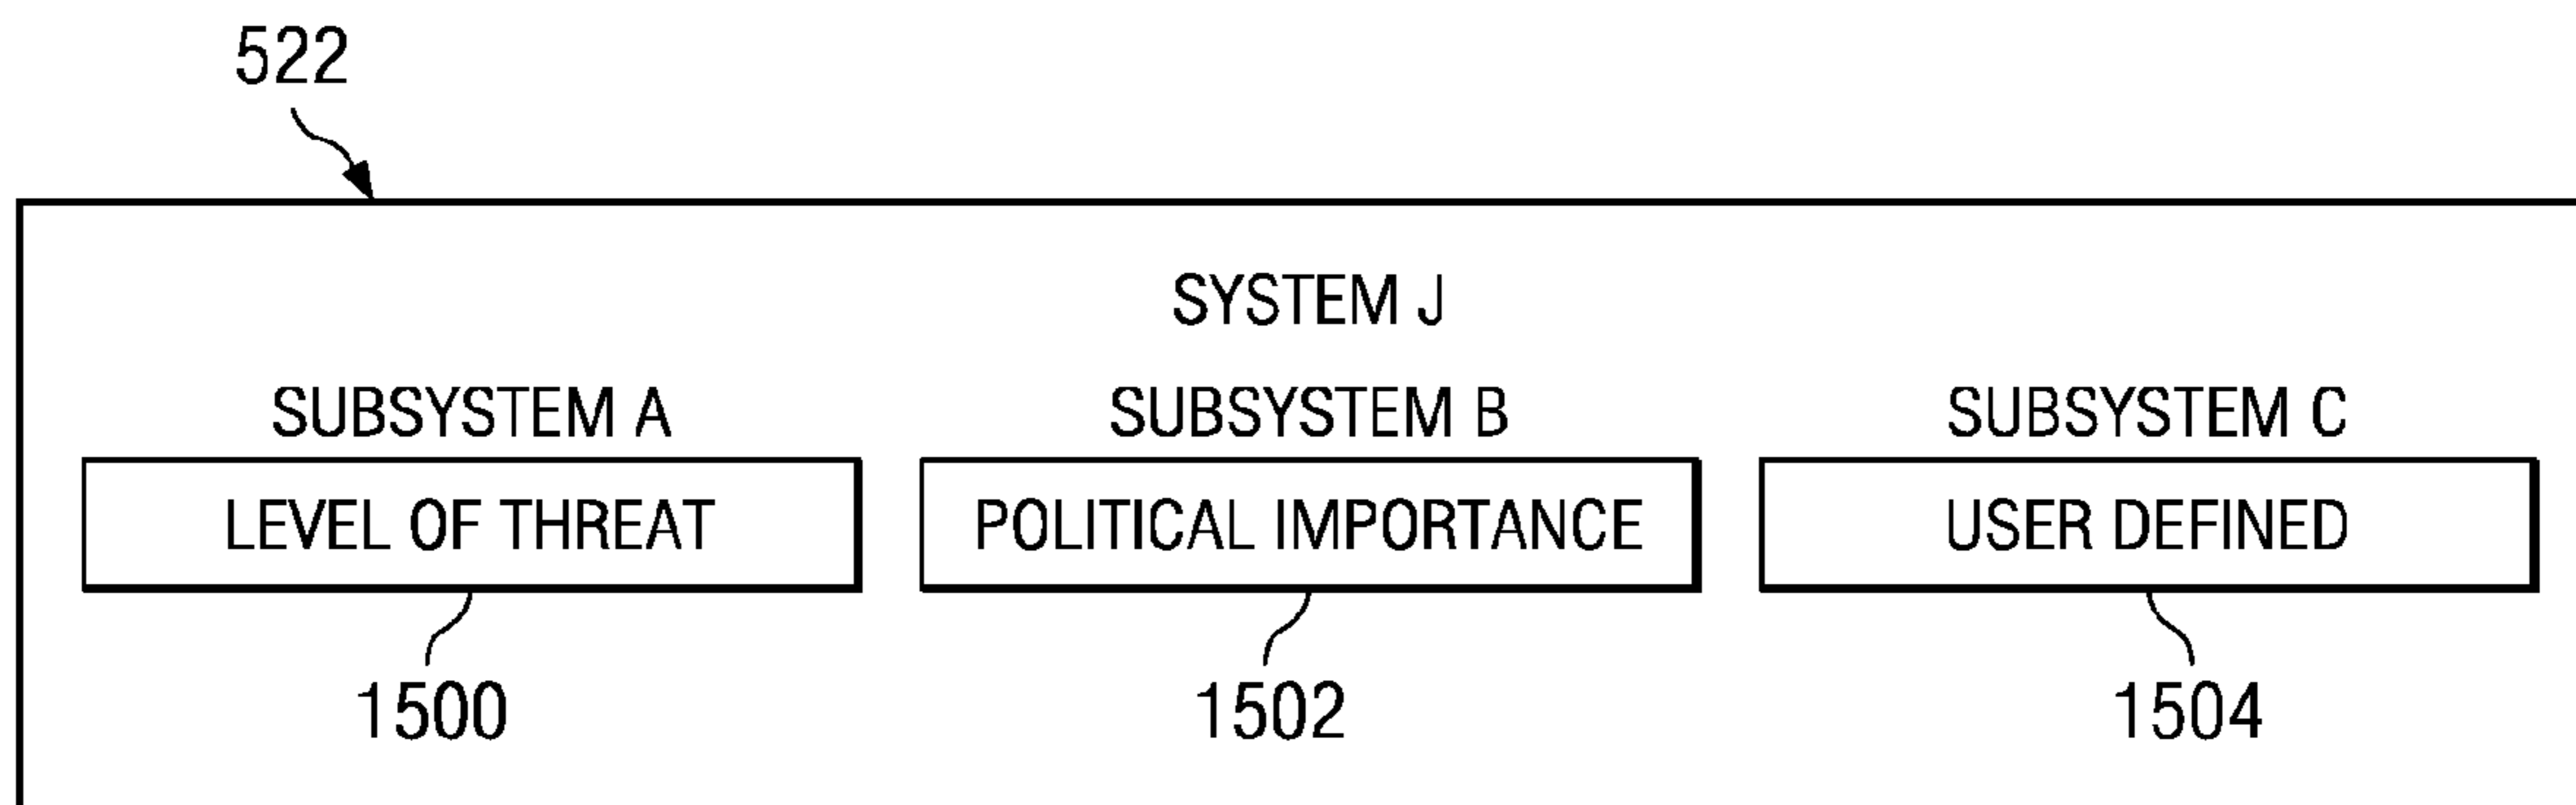 522
SYSTEM J
SUBSYSTEM A SUBSYSTEM B SUBSYSTEM C
LEVEL OF THREAT POLITICAL IMPORTANCE USER DEFINED
1500 1502 1504